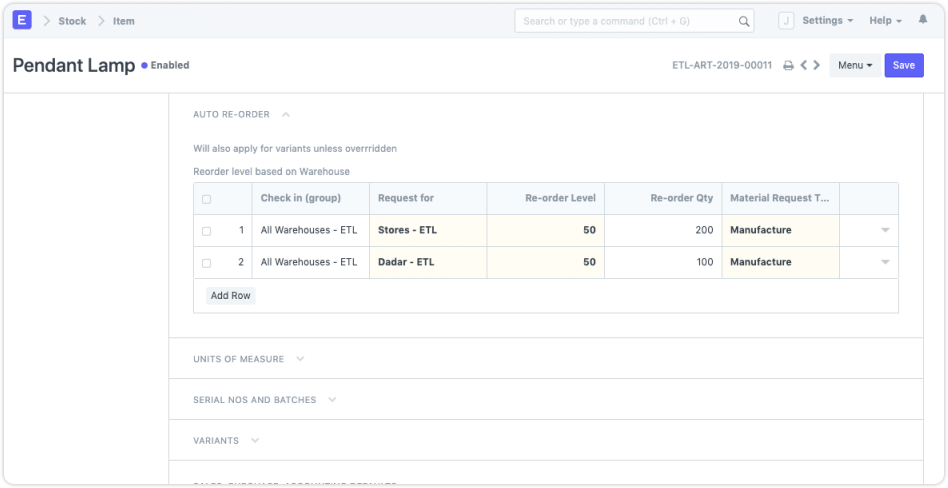 E Stock Item Search or type a command (Ctrl + G) J Settings Help
Pendant Lamp Enabled ETL-ART-2019-00011 Menu Save
AUTO RE-ORDER
Will also apply for variants unless overrridden
Reorder level based on Warehouse
Check in (group) Request for Re-order Level Re-order Qty Material Request T...
1 All Warehouses - ETL Stores - ETL 50 200 Manufacture
2 All Warehouses - ETL Dadar - ETL 50 100 Manufacture
Add Row
UNITS OF MEASURE
SERIAL NOS AND BATCHES
VARIANTS